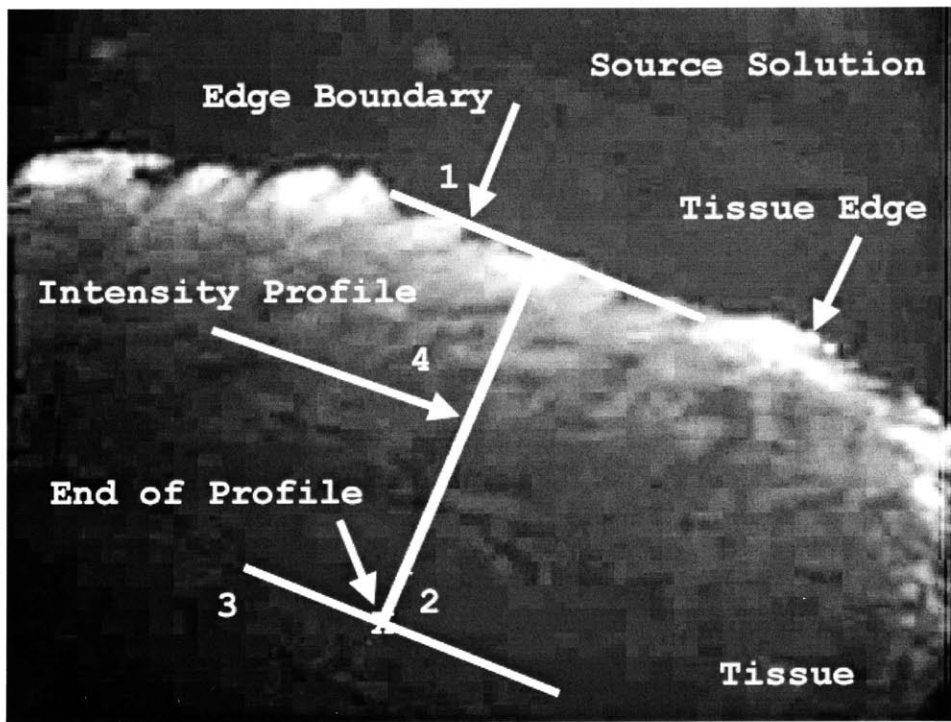 Source Solution
Edge Boundary
1
Tissue Edge
Intensity Profile
4
End of Profile
3
2
Tissue